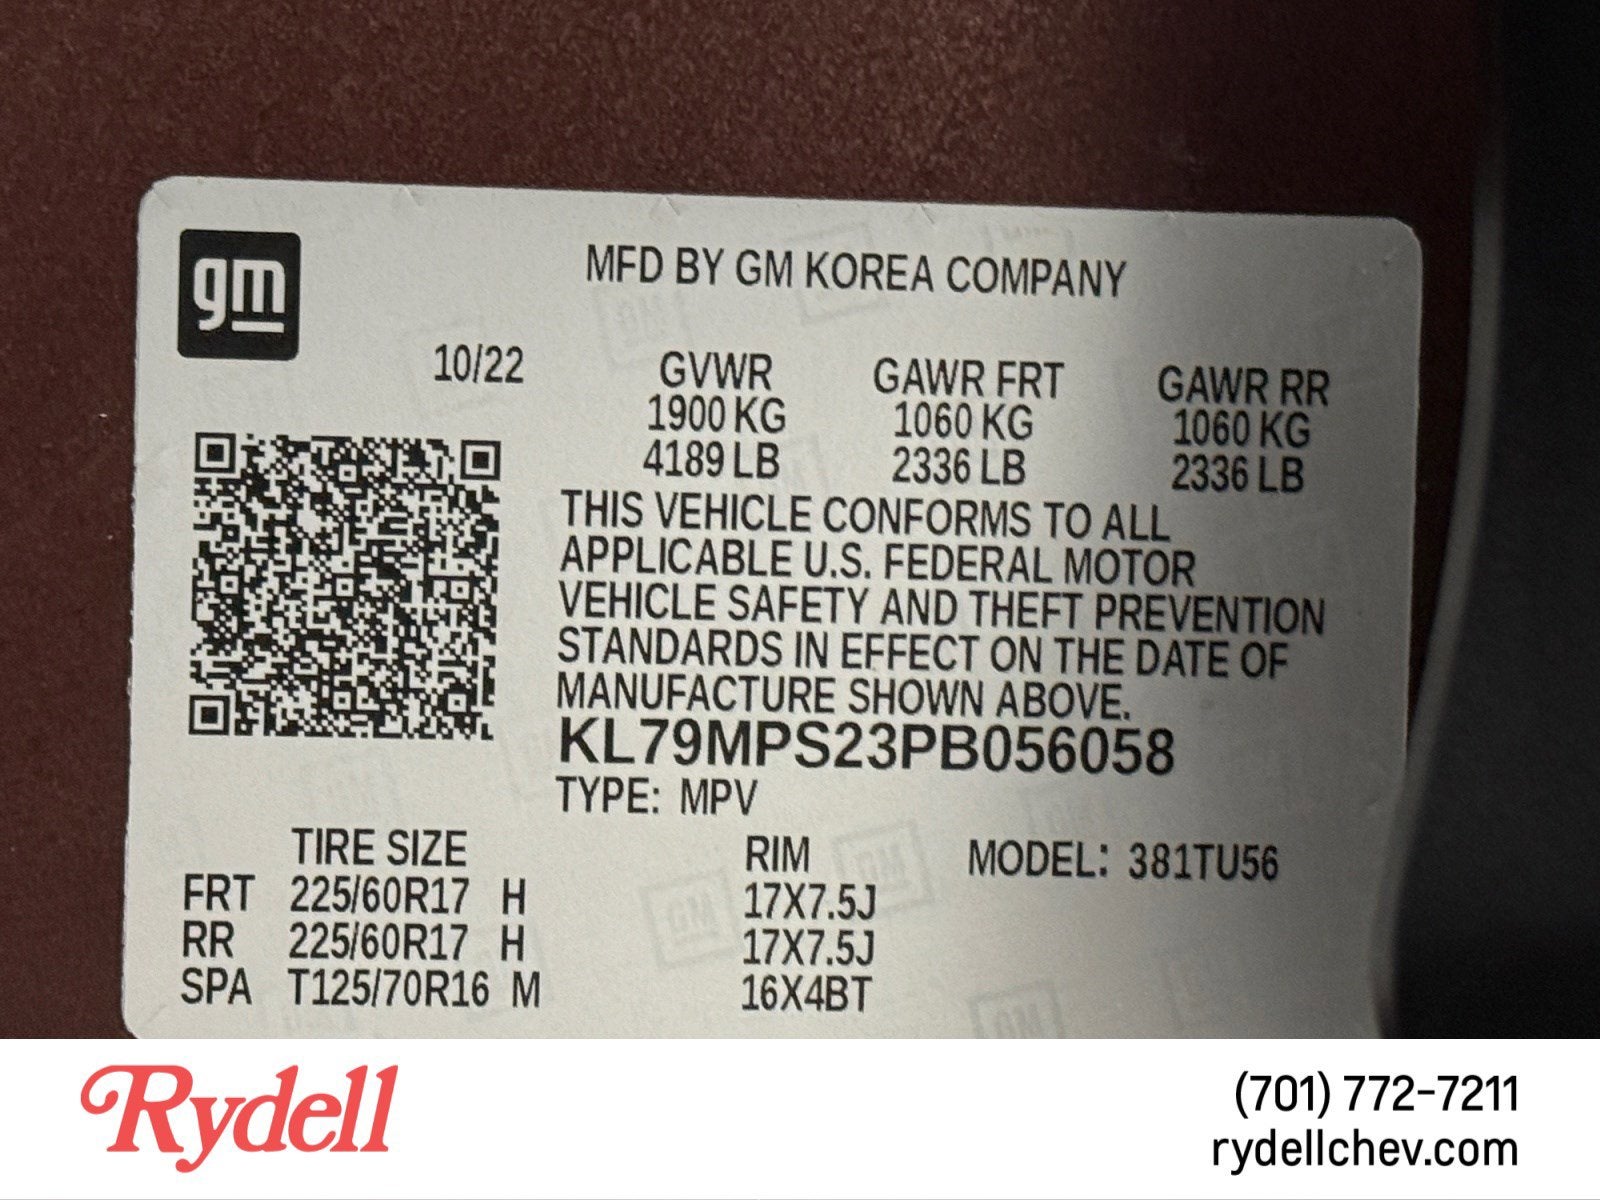 gm
MFD BY GM KOREA COMPANY
10/22 GVWR GAWR FRT GAWR RR
1900 KG 1060 KG 1060 KG
4189 LB 2336 LB 2336 LB
THIS VEHICLE CONFORMS TO ALL
APPLICABLE U.S. FEDERAL MOTOR
VEHICLE SAFETY AND THEFT PREVENTION
STANDARDS IN EFFECT ON THE DATE OF
MANUFACTURE SHOWN ABOVE.
KL79MPS23PB056058
TYPE: MPV
TIRE SIZE RIM MODEL: 381TU56
FRT 225/60R17 H 17X7.5J
RR 225/60R17 H 17X7.5J
SPA T125/70R16 M 16X4BT
Rydell
(701) 772-7211
rydellchev.com